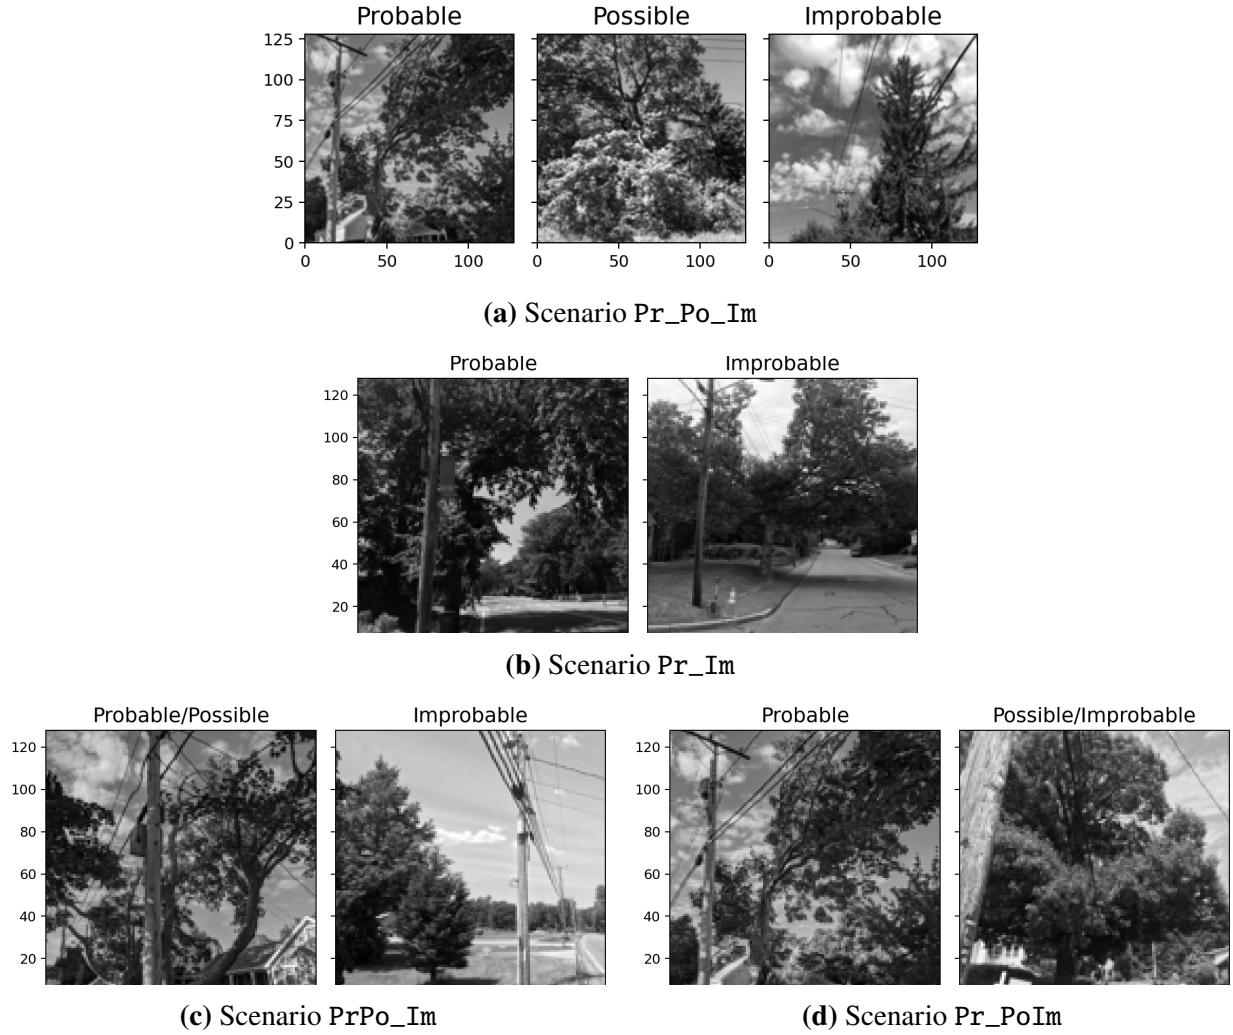 Probable Possible Improbable
125
100
75
50
25
0
0 50 100 0 50 100 0 50 100
(a) Scenario Pr_Po_Im
Probable Improbable
120
100
80
60
40
20
(b) Scenario Pr_Im
Probable/Possible Improbable Probable Possible/Improbable
120 120
100 100
80 80
60 60
40 40
20 20
(c) Scenario PrPo_Im (d) Scenario Pr_PoIm